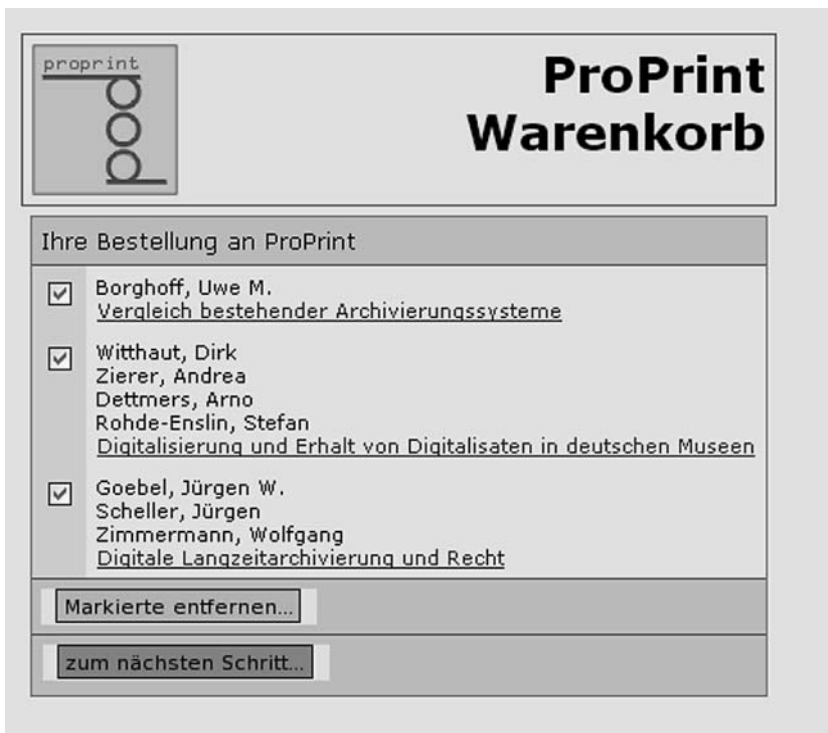 proprint
ProPrint
Warenkorb
Ihre Bestellung an ProPrint
Borghoff, Uwe M.
Vergleich bestehender Archivierungssysteme
Witthaut, Dirk
Zierer, Andrea
Dettmers, Arno
Rohde-Enslin, Stefan
Digitalisierung und Erhalt von Digitalisaten in deutschen Museen
Goebel, Jürgen W.
Scheller, Jürgen
Zimmermann, Wolfgang
Digitale Langzeitarchivierung und Recht
Markierte entfernen...
zum nächsten Schritt...